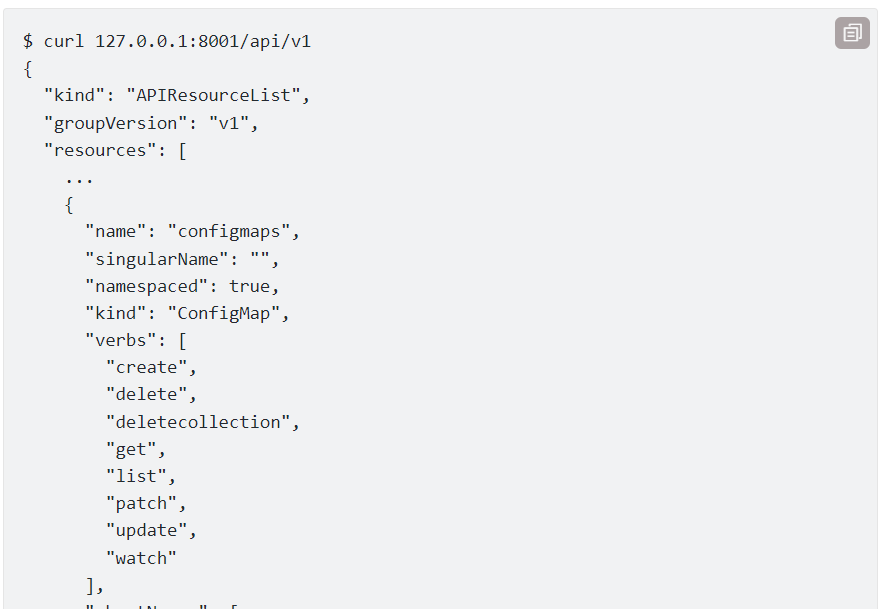 $ curl 127.0.0.1:8001/api/v1
{
  "kind": "APIResourceList",
  "groupVersion": "v1",
  "resources": [
    ...
    {
      "name": "configmaps",
      "singularName": "",
      "namespaced": true,
      "kind": "ConfigMap",
      "verbs": [
        "create",
        "delete",
        "deletecollection",
        "get",
        "list",
        "patch",
        "update",
        "watch"
      ],